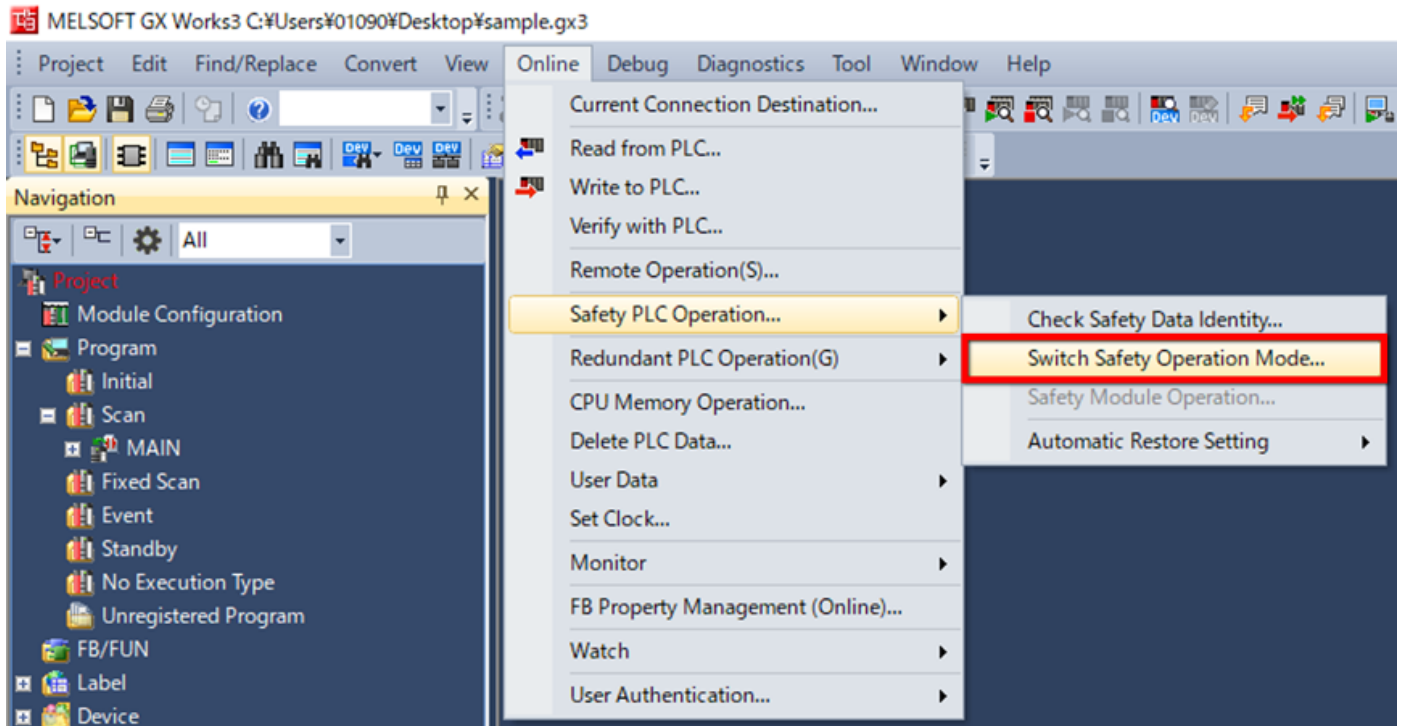 MELSOFT GX Works3 C:¥Users¥01090¥Desktop¥sample.gx3
Project Edit Find/Replace Convert View Online Debug Diagnostics Tool Window Help
Navigation
All
Project
Module Configuration
Program
Initial
Scan
MAIN
Fixed Scan
Event
Standby
No Execution Type
Unregistered Program
FB/FUN
Label
Device
Current Connection Destination...
Read from PLC...
Write to PLC...
Verify with PLC...
Remote Operation(S)...
Safety PLC Operation...
Redundant PLC Operation(G)
CPU Memory Operation...
Delete PLC Data...
User Data
Set Clock...
Monitor
FB Property Management (Online)...
Watch
User Authentication...
Check Safety Data Identity...
Switch Safety Operation Mode...
Safety Module Operation...
Automatic Restore Setting